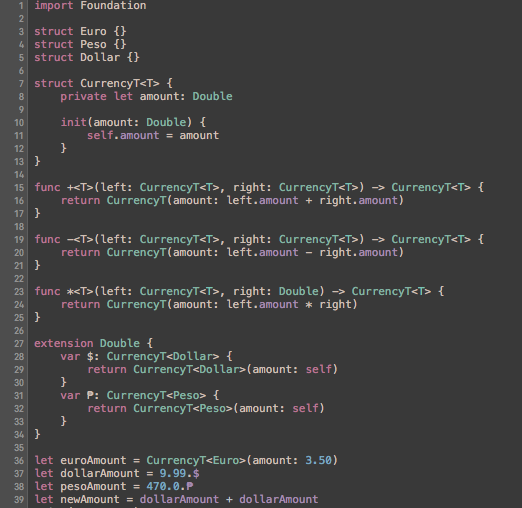 1 import Foundation
2
3 struct Euro {}
4 struct Peso {}
5 struct Dollar {}
6
7 struct CurrencyT<T> {
8     private let amount: Double
9
10     init(amount: Double) {
11         self.amount = amount
12     }
13 }
14
15 func +<T>(left: CurrencyT<T>, right: CurrencyT<T>) -> CurrencyT<T> {
16     return CurrencyT(amount: left.amount + right.amount)
17 }
18
19 func -<T>(left: CurrencyT<T>, right: CurrencyT<T>) -> CurrencyT<T> {
20     return CurrencyT(amount: left.amount - right.amount)
21 }
22
23 func *<T>(left: CurrencyT<T>, right: Double) -> CurrencyT<T> {
24     return CurrencyT(amount: left.amount * right)
25 }
26
27 extension Double {
28     var $: CurrencyT<Dollar> {
29         return CurrencyT<Dollar>(amount: self)
30     }
31     var ₱: CurrencyT<Peso> {
32         return CurrencyT<Peso>(amount: self)
33     }
34 }
35
36 let euroAmount = CurrencyT<Euro>(amount: 3.50)
37 let dollarAmount = 9.99.$
38 let pesoAmount = 470.0.₱
39 let newAmount = dollarAmount + dollarAmount